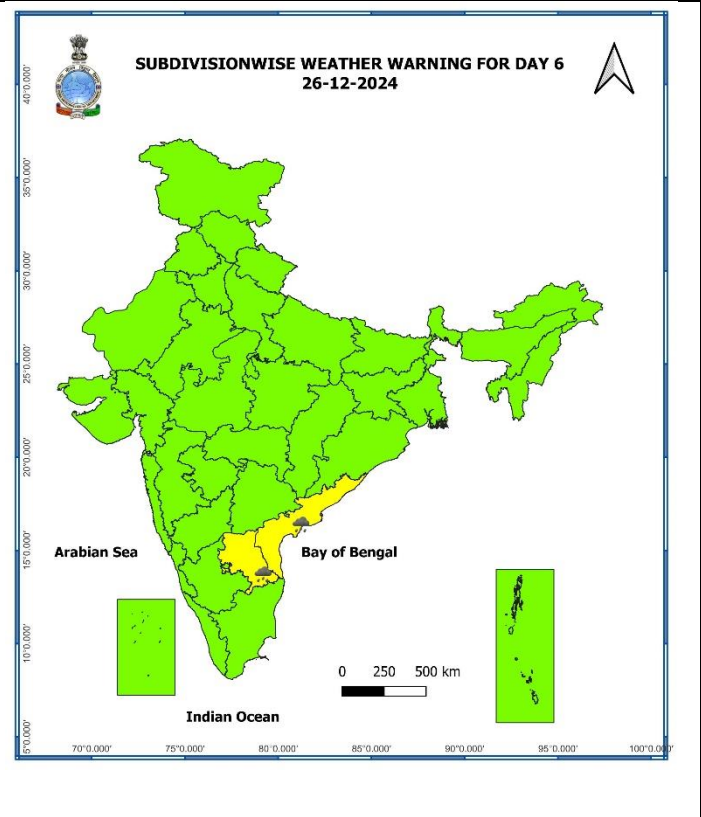 SUBDIVISIONWISE WEATHER WARNING FOR DAY 6
26-12-2024
40°0.000'
35°0.000'
30°0.000'
25°0.000'
20°0.000'
15°0.000'
10°0.000'
5°0.000'
Arabian Sea
Bay of Bengal
0 250 500 km
Indian Ocean
70°0.000' 75°0.000' 80°0.000' 85°0.000' 90°0.000' 95°0.000' 100°0.000'